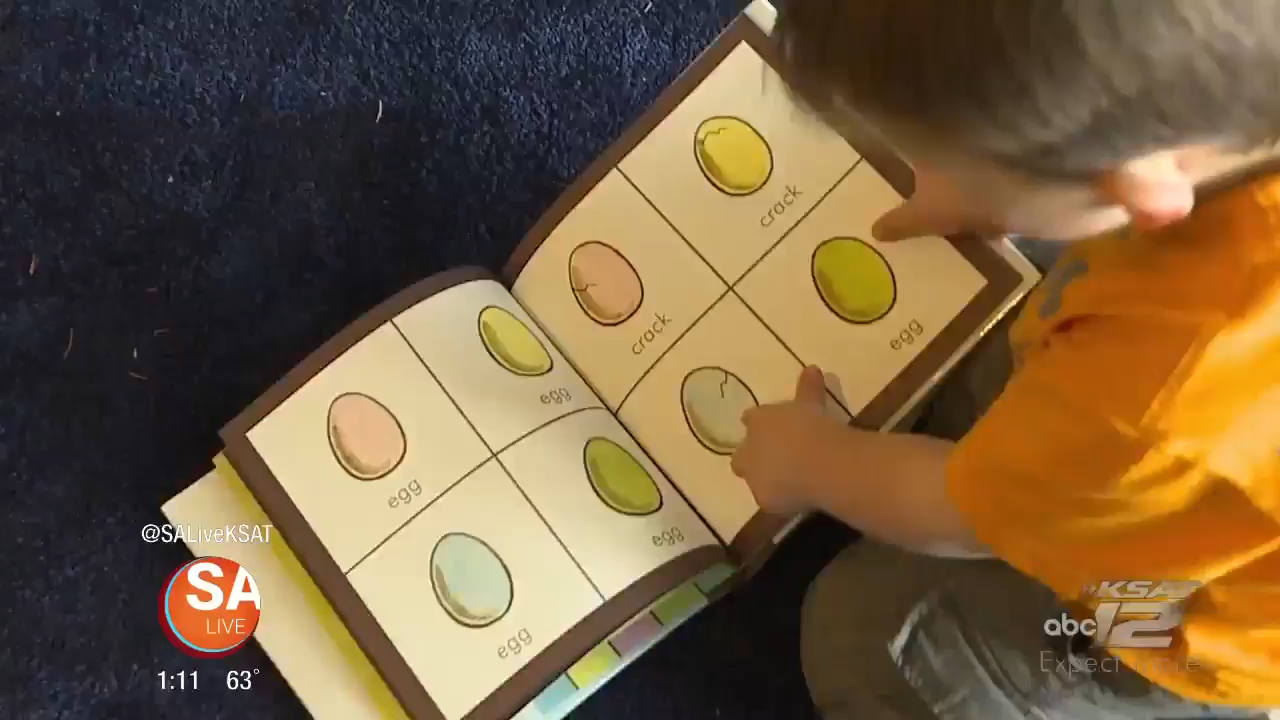 egg
egg
egg
egg
crack
crack
egg
@SALiveKSAT
SA
LIVE
1:11 63°
KSAT
abc 12